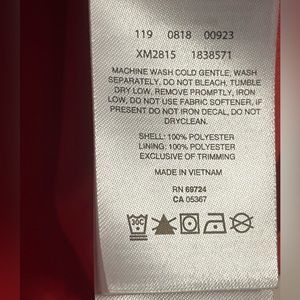 119 0818 00923
XM2815 1838571
MACHINE WASH COLD GENTLE, WASH
SEPARATELY, DO NOT BLEACH, TUMBLE
DRY LOW, REMOVE PROMPTLY, IRON
LOW, DO NOT USE FABRIC SOFTENER, IF
PRESENT DO NOT IRON DECAL, DO NOT
DRYCLEAN.
SHELL: 100% POLYESTER
LINING: 100% POLYESTER
EXCLUSIVE OF TRIMMING
MADE IN VIETNAM
RN 69724
CA 05367
30C